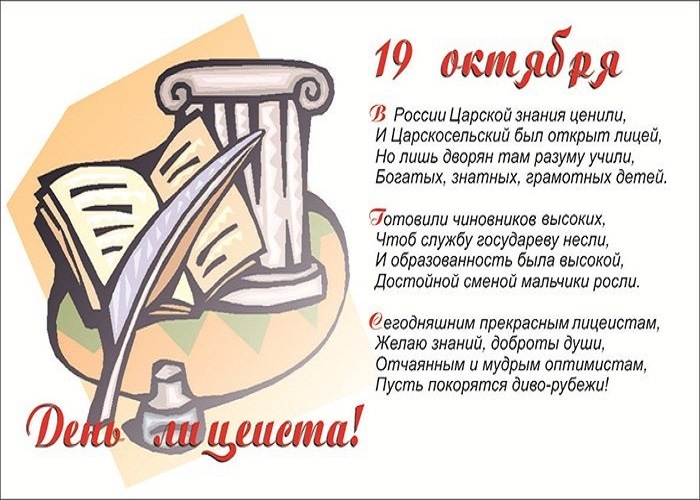 19 октября
В России Царской знания ценили,
И Царскосельский был открыт лицей,
Но лишь дворян там разуму учили,
Богатых, знатных, грамотных детей.
Готовили чиновников высоких,
Чтоб службу государеву несли,
И образованность была высокой,
Достойной сменой мальчики росли.
Сегодняшним прекрасным лицеистам,
Желаю знаний, доброты души,
Отчаянным и мудрым оптимистам,
Пусть покорятся диво-рубежи!
День лицеиста!